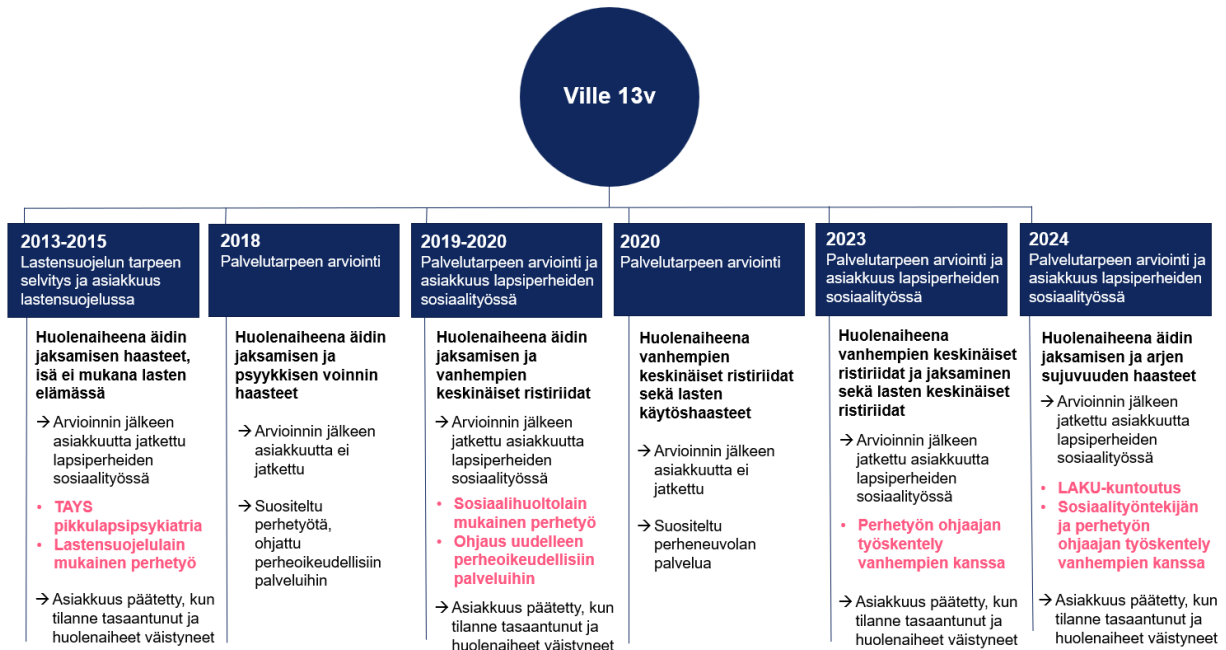 Ville 13v
2013-2015
Lastensuojelun tarpeen
selvitys ja asiakkuus
lastensuojelussa
Huolenaiheena äidin
jaksamisen haasteet,
isä ei mukana lasten
elämässä
→ Arvioinnin jälkeen
asiakkuutta jatkettu
lapsiperheiden
sosiaalityössä
• TAYS
pikkulapsipsykiatria
• Lastensuojelulain
mukainen perhetyö
→ Asiakkuus päätetty, kun
tilanne tasaantunut ja
huolenaiheet väistyneet
2018
Palvelutarpeen arviointi
Huolenaiheena äidin
jaksamisen ja
psyykkisen voinnin
haasteet
→ Arvioinnin jälkeen
asiakkuutta ei
jatkettu
→ Suositeltu
perhetyötä,
ohjattu
perheoikeudellisiin
palveluihin
2019-2020
Palvelutarpeen arviointi ja
asiakkuus lapsiperheiden
sosiaalityössä
Huolenaiheena äidin
jaksaminen ja
vanhempien
keskinäiset ristiriidat
→ Arvioinnin jälkeen
jatkettu asiakkuutta
lapsiperheiden
sosiaalityössä
• Sosiaalihuoltolain
mukainen perhetyö
• Ohjaus uudelleen
perheoikeudellisiin
palveluihin
→ Asiakkuus päätetty, kun
tilanne tasaantunut ja
huolenaiheet väistyneet
2020
Palvelutarpeen arviointi
Huolenaiheena
vanhempien
keskinäiset ristiriidat
sekä lasten
käytöshaasteet
→ Arvioinnin jälkeen
asiakkuutta ei
jatkettu
→ Suositeltu
perheneuvolan
palvelua
2023
Palvelutarpeen arviointi ja
asiakkuus lapsiperheiden
sosiaalityössä
Huolenaiheena
vanhempien keskinäiset
ristiriidat ja jaksaminen
sekä lasten keskinäiset
ristiriidat
→ Arvioinnin jälkeen
jatkettu asiakkuutta
lapsiperheiden
sosiaalityössä
• Perhetyön ohjaajan
työskentely
vanhempien kanssa
→ Asiakkuus päätetty, kun
tilanne tasaantunut ja
huolenaiheet väistyneet
2024
Palvelutarpeen arviointi ja
asiakkuus lapsiperheiden
sosiaalityössä
Huolenaiheena äidin
jaksamisen ja arjen
sujuvuuden haasteet
→ Arvioinnin jälkeen
jatkettu asiakkuutta
lapsiperheiden
sosiaalityössä
• LAKU-kuntoutus
• Sosiaalityöntekijän
ja perhetyön
ohjaajan työskentely
vanhempien kanssa
→ Asiakkuus päätetty, kun
tilanne tasaantunut ja
huolenaiheet väistyneet